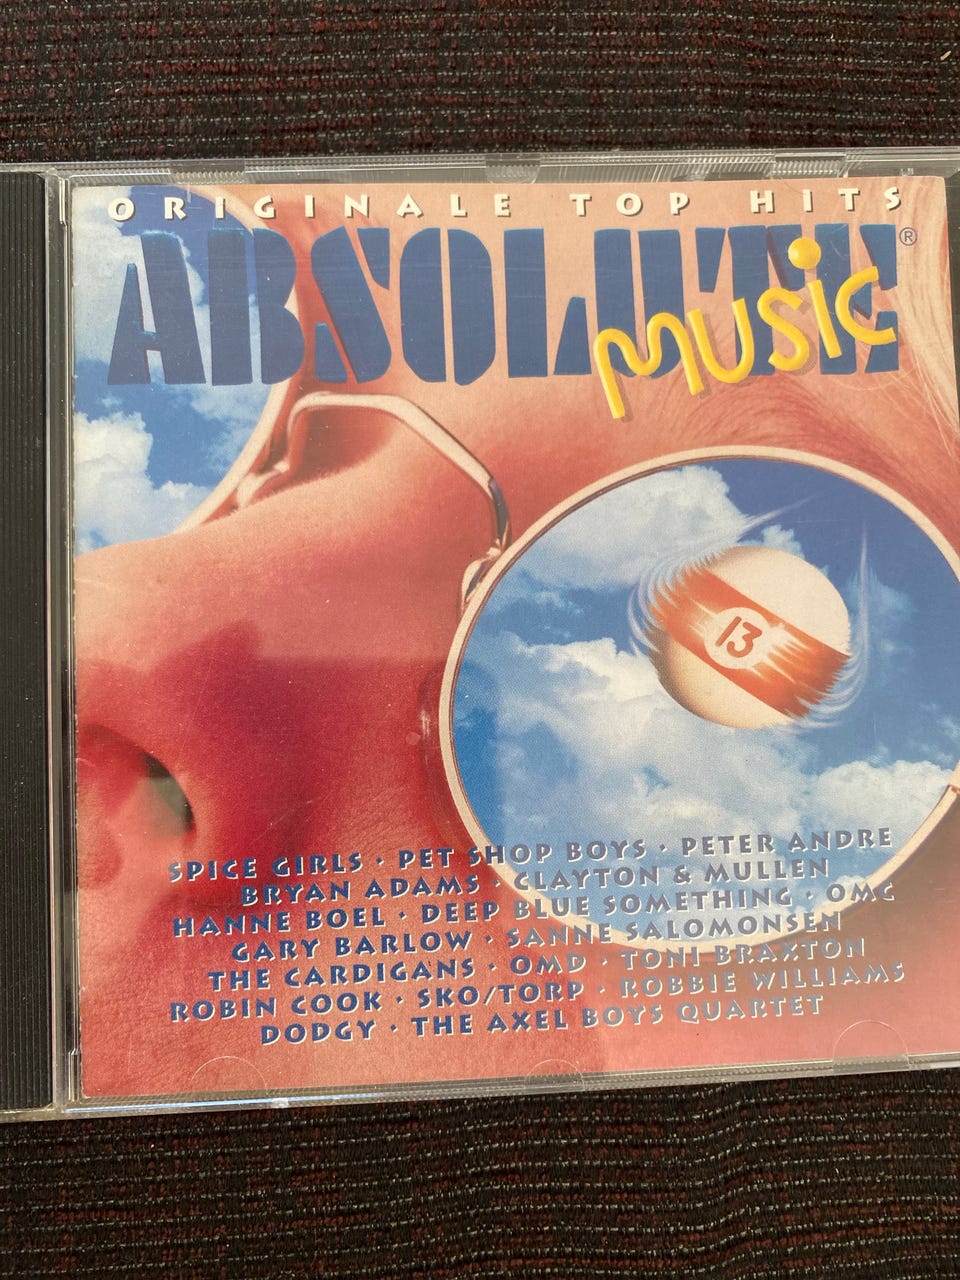 ORIGINALE TOP HITS
ABSOLUTE ®
MUSIC
13
SPICE GIRLS · PET SHOP BOYS · PETER ANDRE
BRYAN ADAMS · CLAYTON & MULLEN
HANNE BOEL · DEEP BLUE SOMETHING · OMC
GARY BARLOW · SANNE SALOMONSEN
THE CARDIGANS · OMD · TONI BRAXTON
ROBIN COOK · SKO/TORP · ROBBIE WILLIAMS
DODGY · THE AXEL BOYS QUARTET